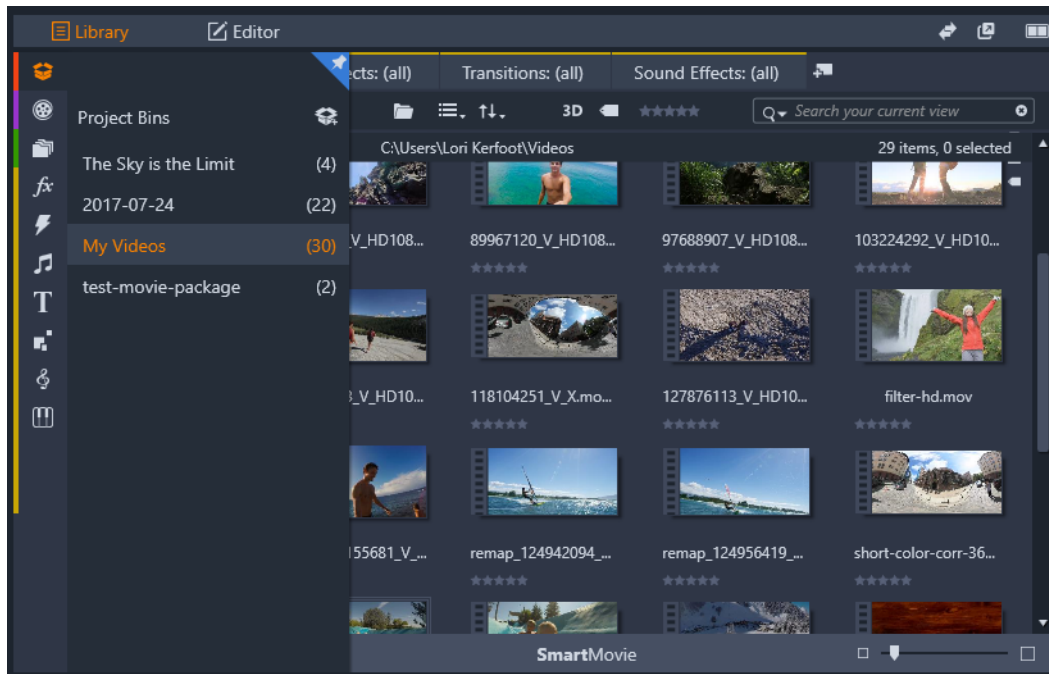 Library Editor
ects: (all) Transitions: (all) Sound Effects: (all)
Project Bins
3D Search your current view
C:\Users\Lori Kerfoot\Videos 29 items, 0 selected
The Sky is the Limit (4)
2017-07-24 (22)
My Videos (30)
test-movie-package (2)
fx
T
_V_HD108... 89967120_V_HD108... 97688907_V_HD108... 103224292_V_HD10...
3_V_HD10... 118104251_V_X.mo... 127876113_V_HD10... filter-hd.mov
155681_V_... remap_124942094_... remap_124956419_... short-color-corr-36...
SmartMovie